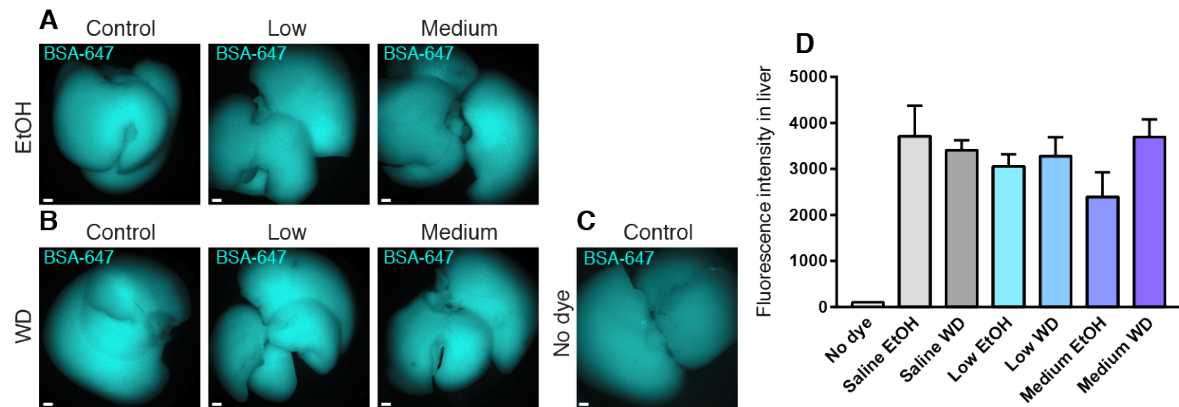 A
Control
Low
Medium
EtOH
BSA-647
BSA-647
BSA-647
B
Control
Low
Medium
WD
BSA-647
BSA-647
BSA-647
C
Control
No dye
BSA-647
D
Fluorescence intensity in liver
5000
4000
3000
2000
1000
0
No dye
Saline EtOH
Saline WD
Low EtOH
Low WD
Medium EtOH
Medium WD